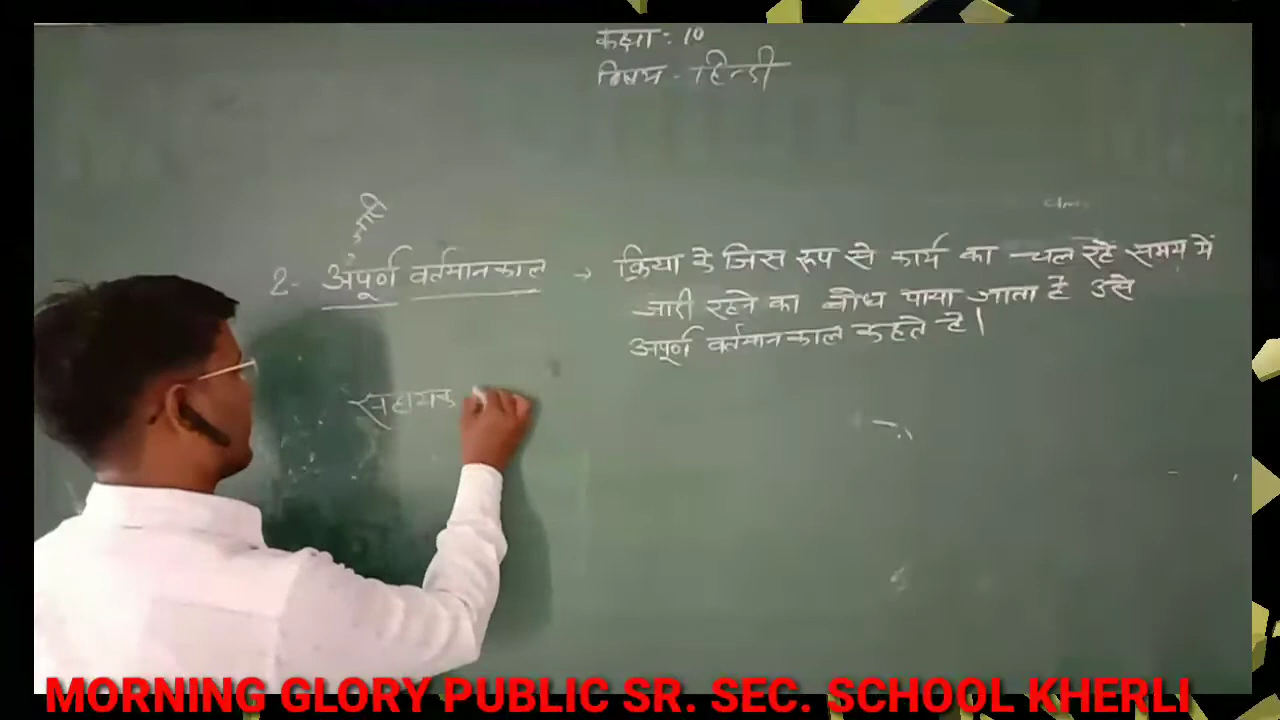 कक्षा : 10
विषय - हिन्दी
जारी
2- अपूर्ण वर्तमानकाल → क्रिया के जिस रूप से कार्य का चल रहें समय में
जारी रहने का बोध पाया जाता है उसे
अपूर्ण वर्तमानकाल कहते है।
सहायक
MORNING GLORY PUBLIC SR. SEC. SCHOOL KHERLI